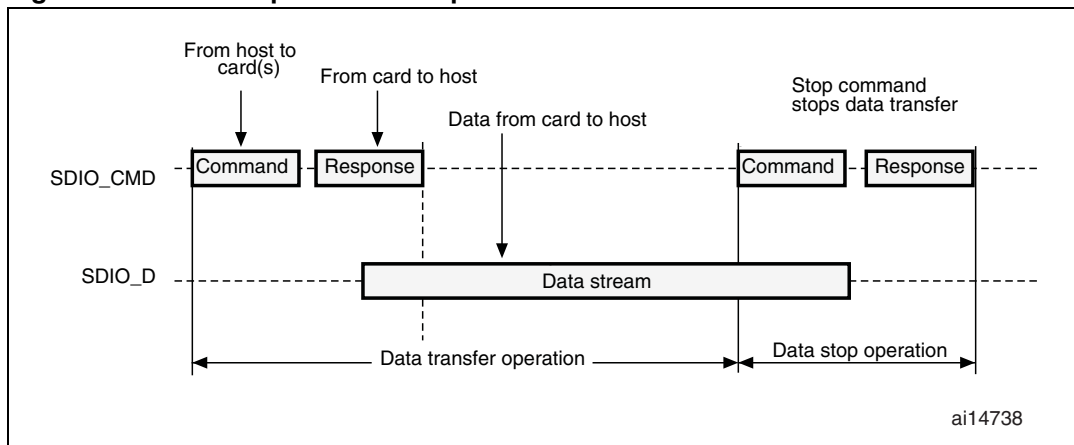 From host to
card(s)
From card to host
Data from card to host
Stop command
stops data transfer
SDIO_CMD
Command
Response
Command
Response
SDIO_D
Data stream
Data transfer operation
Data stop operation
ai14738